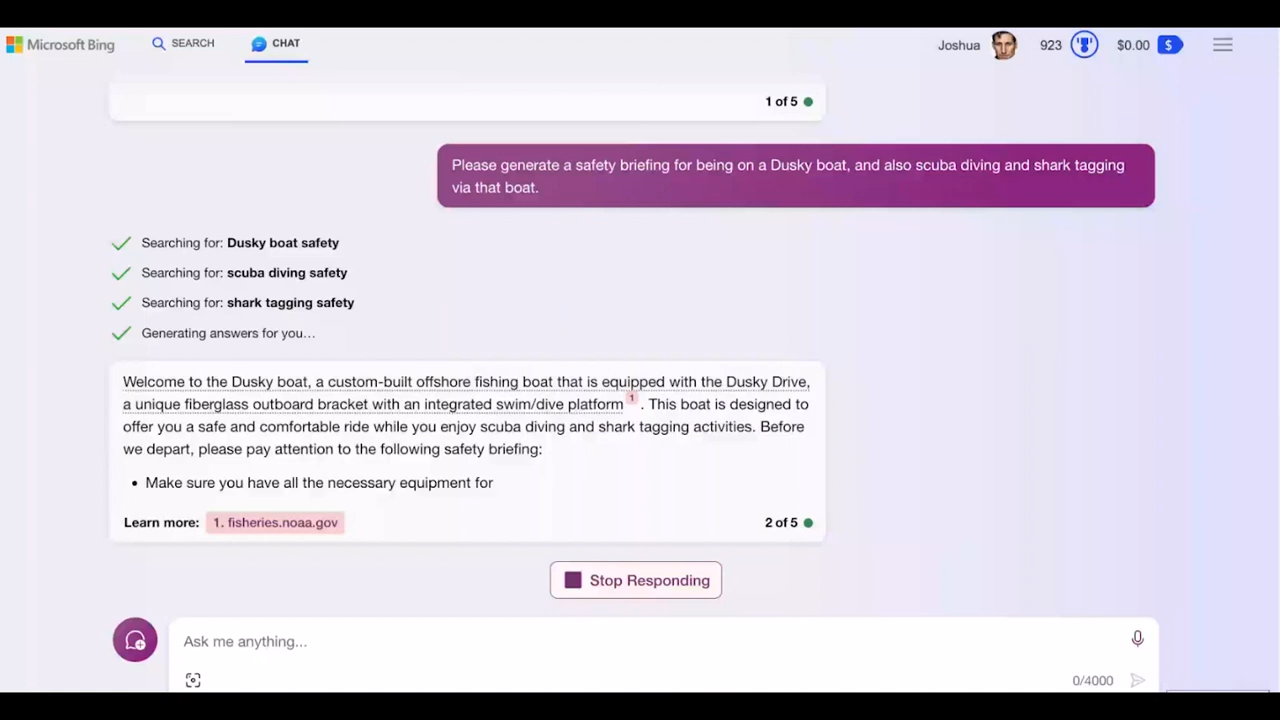 Microsoft Bing
SEARCH
CHAT
Joshua
923
$0.00
$
1 of 5
Please generate a safety briefing for being on a Dusky boat, and also scuba diving and shark tagging
via that boat.
Searching for: Dusky boat safety
Searching for: scuba diving safety
Searching for: shark tagging safety
Generating answers for you...
Welcome to the Dusky boat, a custom-built offshore fishing boat that is equipped with the Dusky Drive,
a unique fiberglass outboard bracket with an integrated swim/dive platform 1 . This boat is designed to
offer you a safe and comfortable ride while you enjoy scuba diving and shark tagging activities. Before
we depart, please pay attention to the following safety briefing:
• Make sure you have all the necessary equipment for
Learn more: 1. fisheries.noaa.gov
2 of 5
Stop Responding
Ask me anything...
0/4000